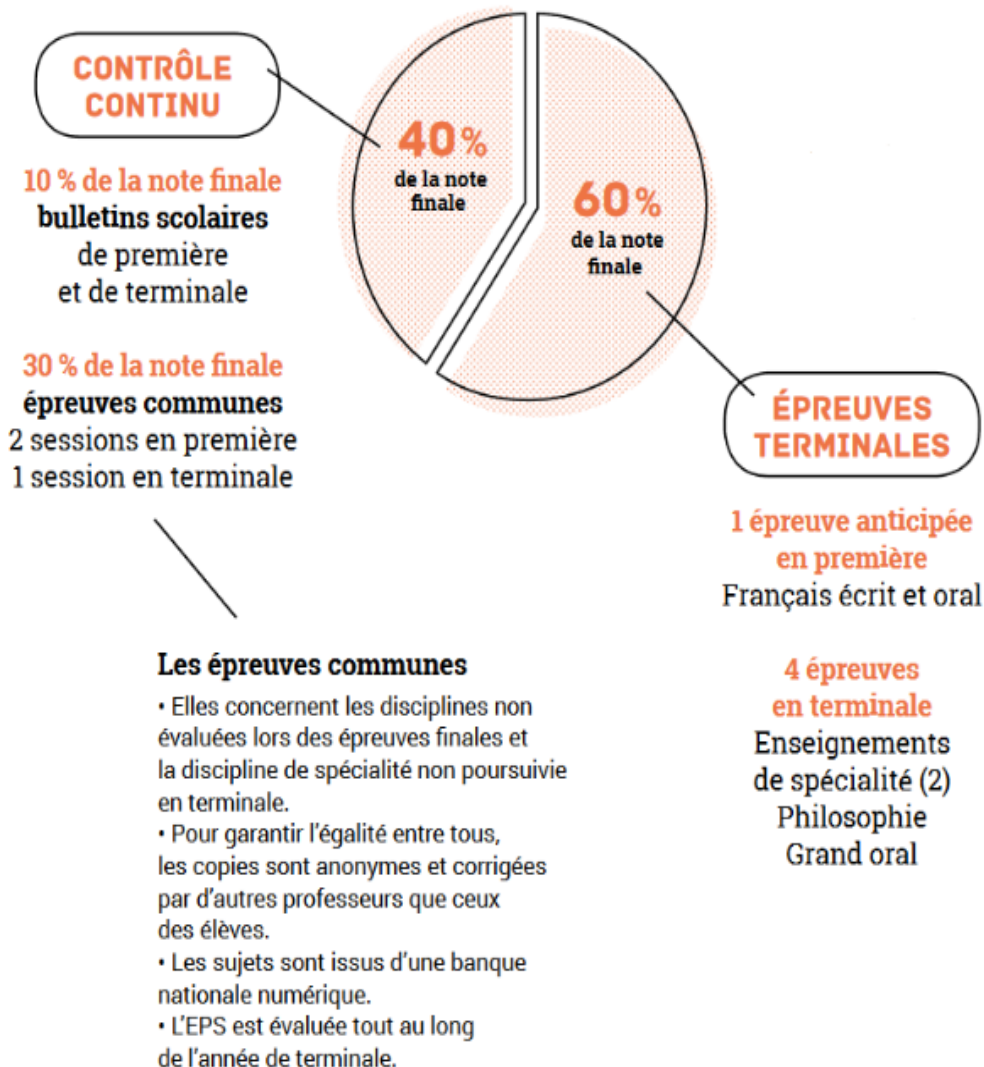 CONTRÔLE
CONTINU
10 % de la note finale
bulletins scolaires
de première
et de terminale
30 % de la note finale
épreuves communes
2 sessions en première
1 session en terminale
40%
de la note
finale
60%
de la note
finale
ÉPREUVES
TERMINALES
1 épreuve anticipée
en première
Français écrit et oral
4 épreuves
en terminale
Enseignements
de spécialité (2)
Philosophie
Grand oral
Les épreuves communes
• Elles concernent les disciplines non
évaluées lors des épreuves finales et
la discipline de spécialité non poursuivie
en terminale.
• Pour garantir l'égalité entre tous,
les copies sont anonymes et corrigées
par d'autres professeurs que ceux
des élèves.
• Les sujets sont issus d'une banque
nationale numérique.
• L'EPS est évaluée tout au long
de l'année de terminale.